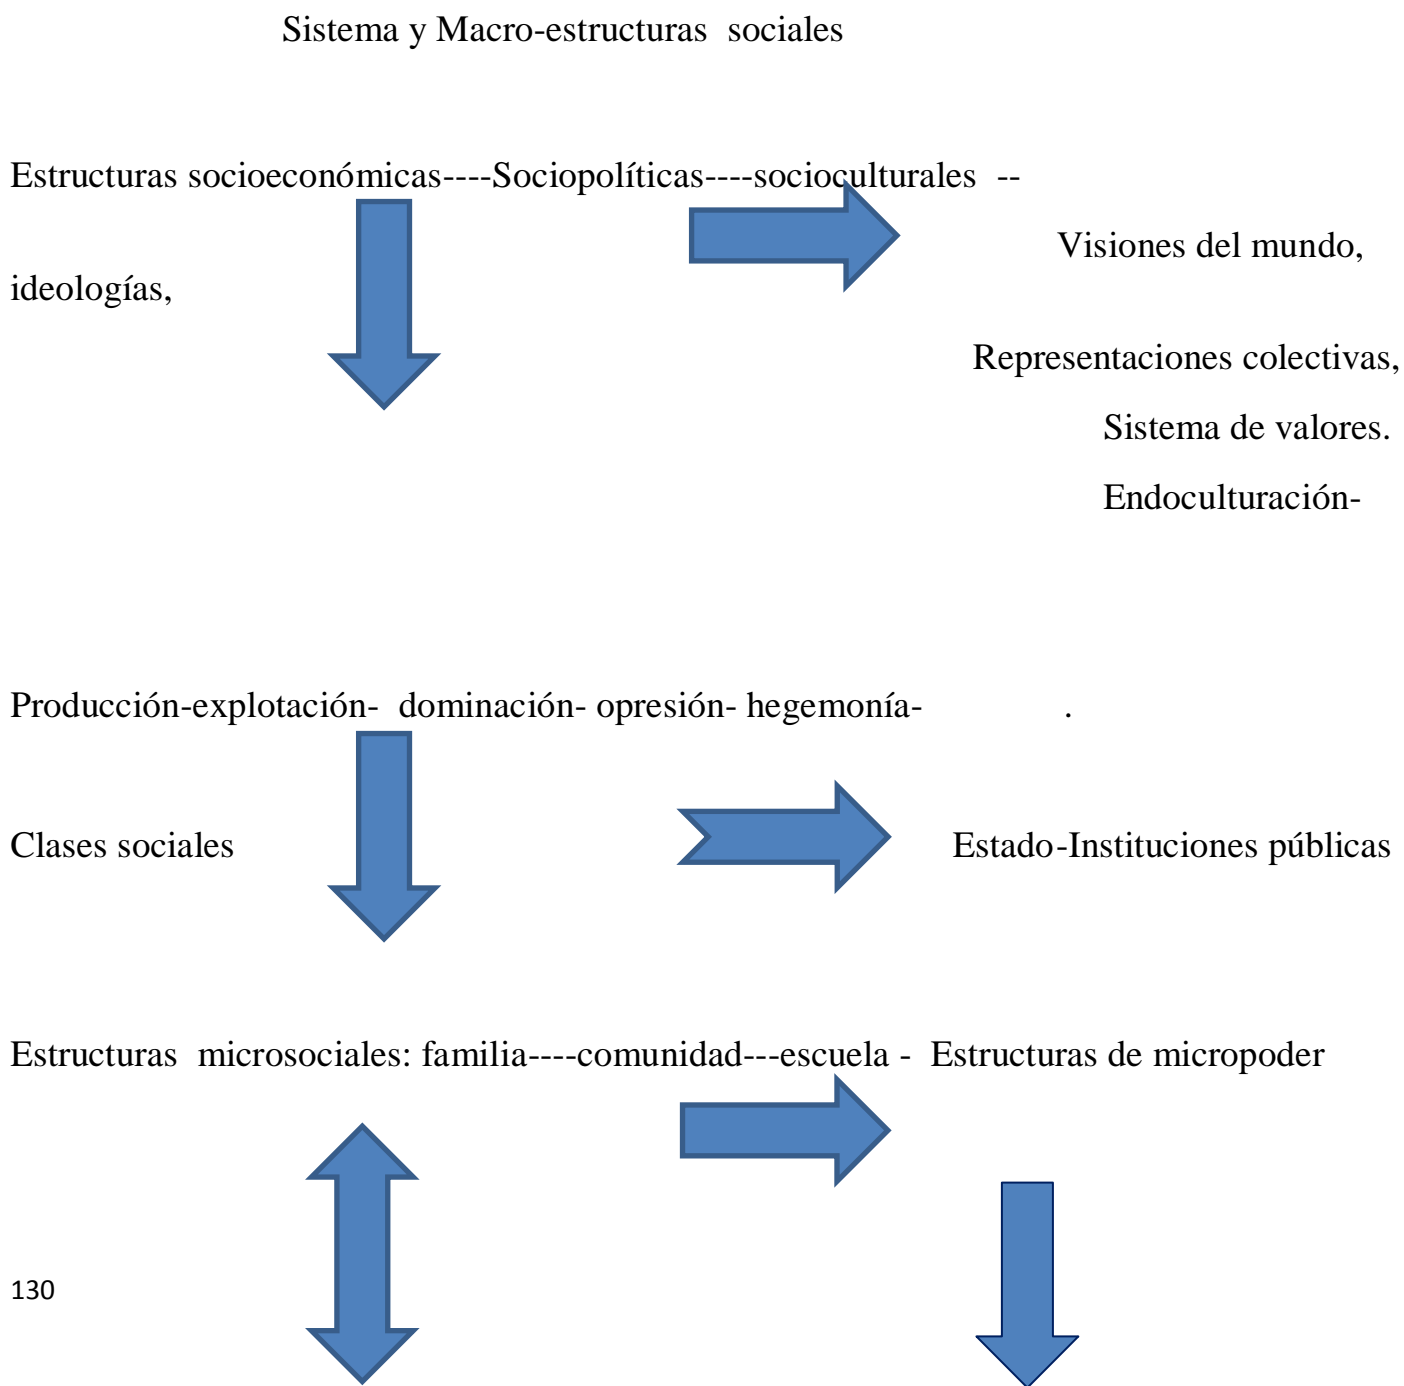 Sistema y Macro-estructuras sociales
Estructuras socioeconómicas----Sociopolíticas----socioculturales --
Visiones del mundo,
ideologías,
Representaciones colectivas,
Sistema de valores.
Endoculturación-
Producción-explotación- dominación- opresión- hegemonía- .
Clases sociales Estado-Instituciones públicas
Estructuras microsociales: familia----comunidad---escuela - Estructuras de micropoder
130